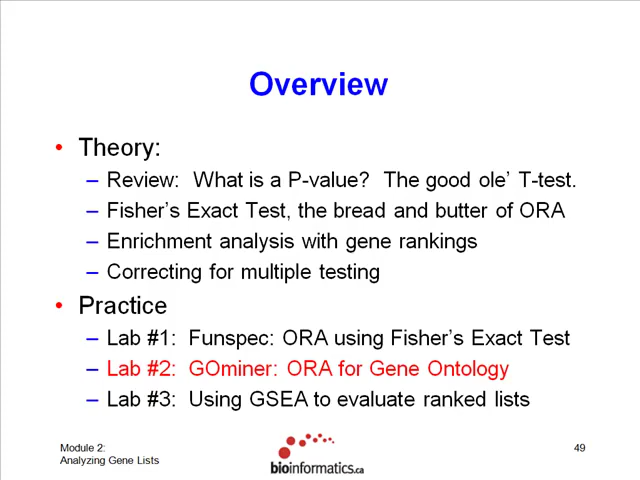 Overview
• Theory:
– Review: What is a P-value? The good ole’ T-test.
– Fisher’s Exact Test, the bread and butter of ORA
– Enrichment analysis with gene rankings
– Correcting for multiple testing
• Practice
– Lab #1: Funspec: ORA using Fisher’s Exact Test
– Lab #2: GOminer: ORA for Gene Ontology
– Lab #3: Using GSEA to evaluate ranked lists
Module 2:
Analyzing Gene Lists
bioinformatics.ca
49